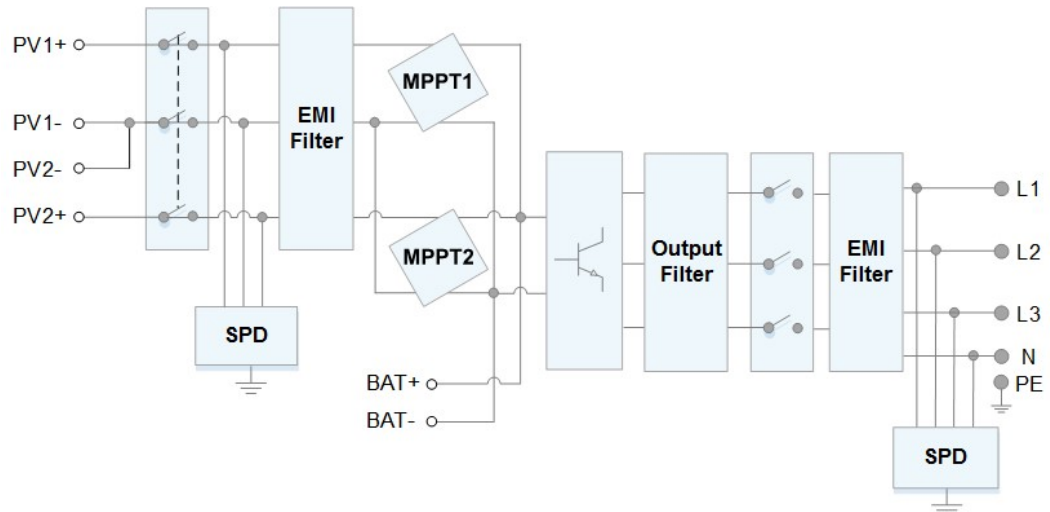 PV1+
PV1-
PV2-
PV2+
EMI
Filter
MPPT1
MPPT2
SPD
BAT+
BAT-
Output
Filter
EMI
Filter
L1
L2
L3
N
PE
SPD